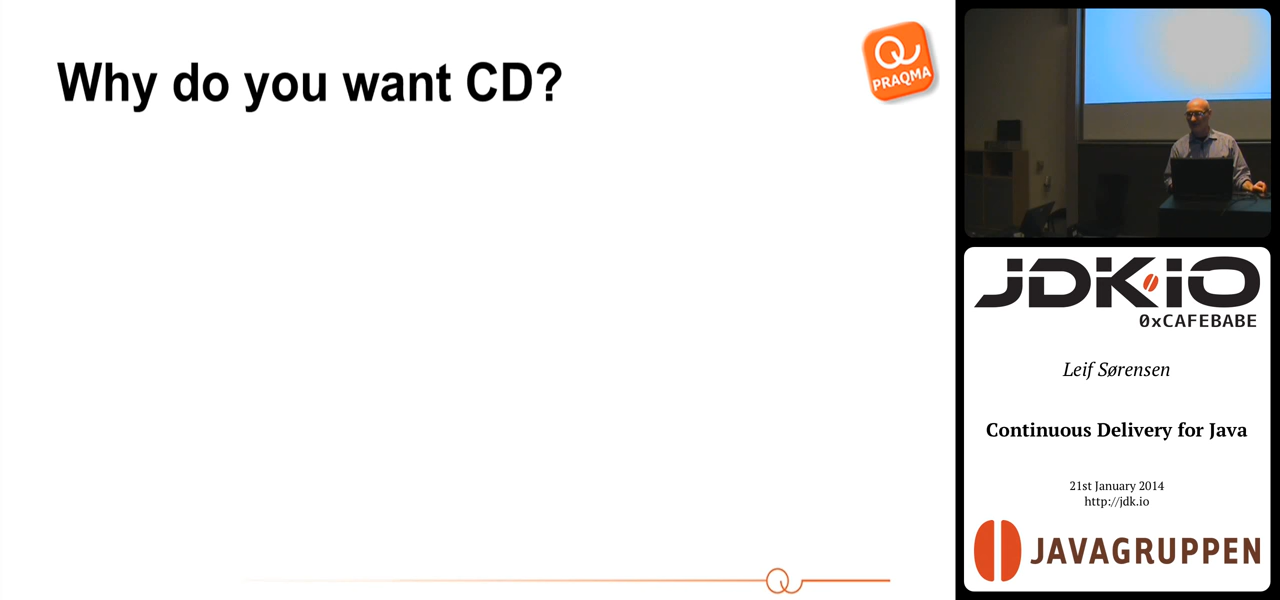 Why do you want CD?
PRAQMA
JDK.iO
0xCAFEBABE
Leif Sørensen
Continuous Delivery for Java
21st January 2014
http://jdk.io
JAVAGRUPPEN